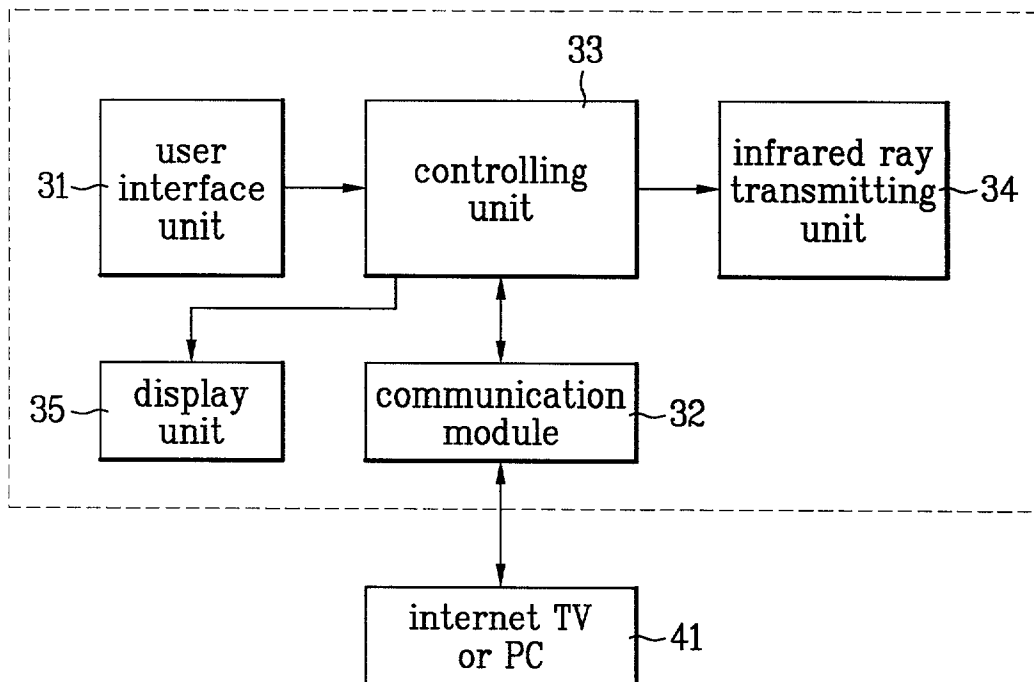 33
31
user
interface
unit
controlling
unit
infrared ray
transmitting
unit
34
35
display
unit
communication
module
32
internet TV
or PC
41